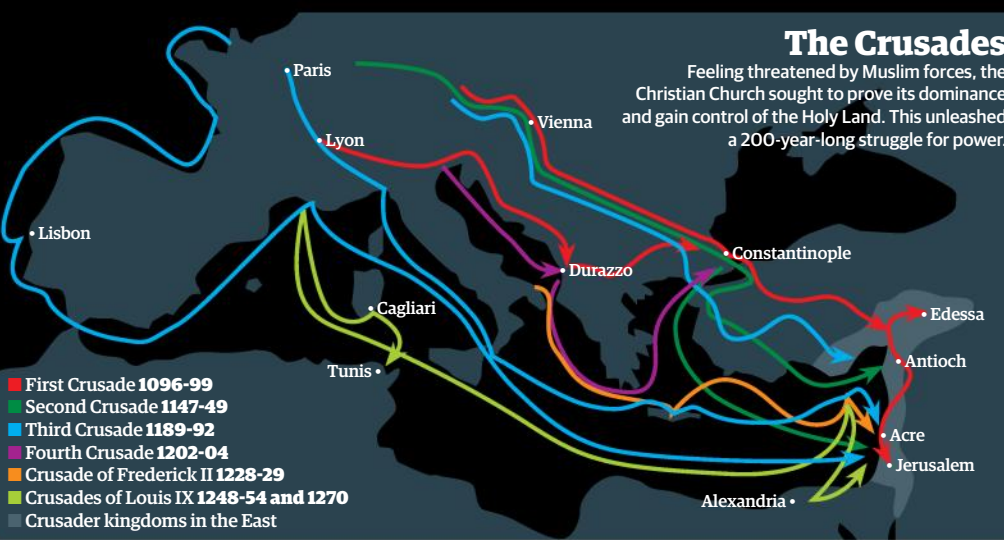 The Crusades
Feeling threatened by Muslim forces, the
Christian Church sought to prove its dominance
and gain control of the Holy Land. This unleashed
a 200-year-long struggle for power.
Paris
Vienna
Lyon
Lisbon
Constantinople
Durazzo
Cagliari
Edessa
Antioch
Tunis
Acre
Jerusalem
Alexandria
First Crusade 1096-99
Second Crusade 1147-49
Third Crusade 1189-92
Fourth Crusade 1202-04
Crusade of Frederick II 1228-29
Crusades of Louis IX 1248-54 and 1270
Crusader kingdoms in the East